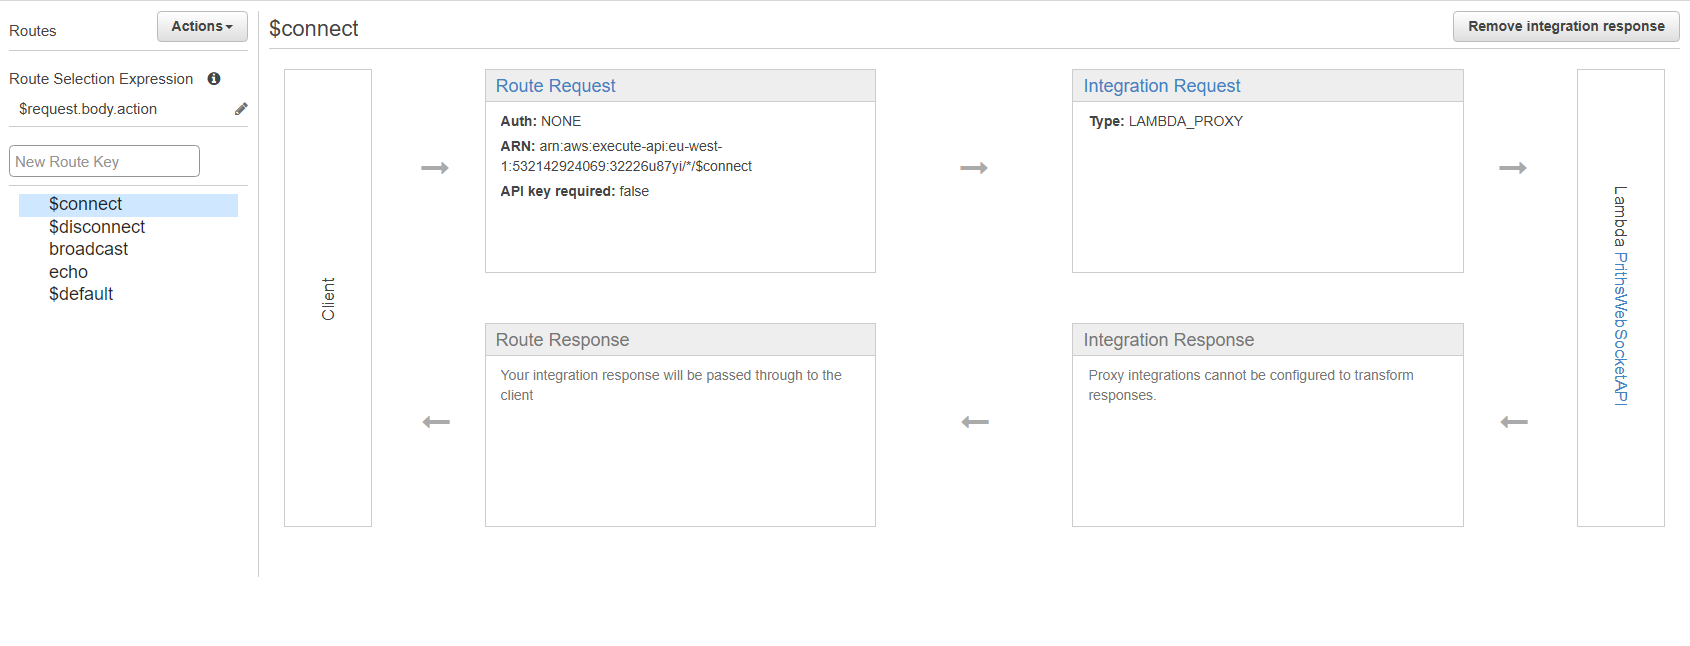 Routes
Actions
Route Selection Expression
$request.body.action
New Route Key
$connect
$disconnect
broadcast
echo
$default
$connect
Remove integration response
Client
Route Request
Auth: NONE
ARN: arn:aws:execute-api:eu-west-
1:532142924069:32226u87yi/*/$connect
API key required: false
Integration Request
Type: LAMBDA_PROXY
Route Response
Your integration response will be passed through to the
client
Integration Response
Proxy integrations cannot be configured to transform
responses.
Lambda PrithsWebSocketAPI